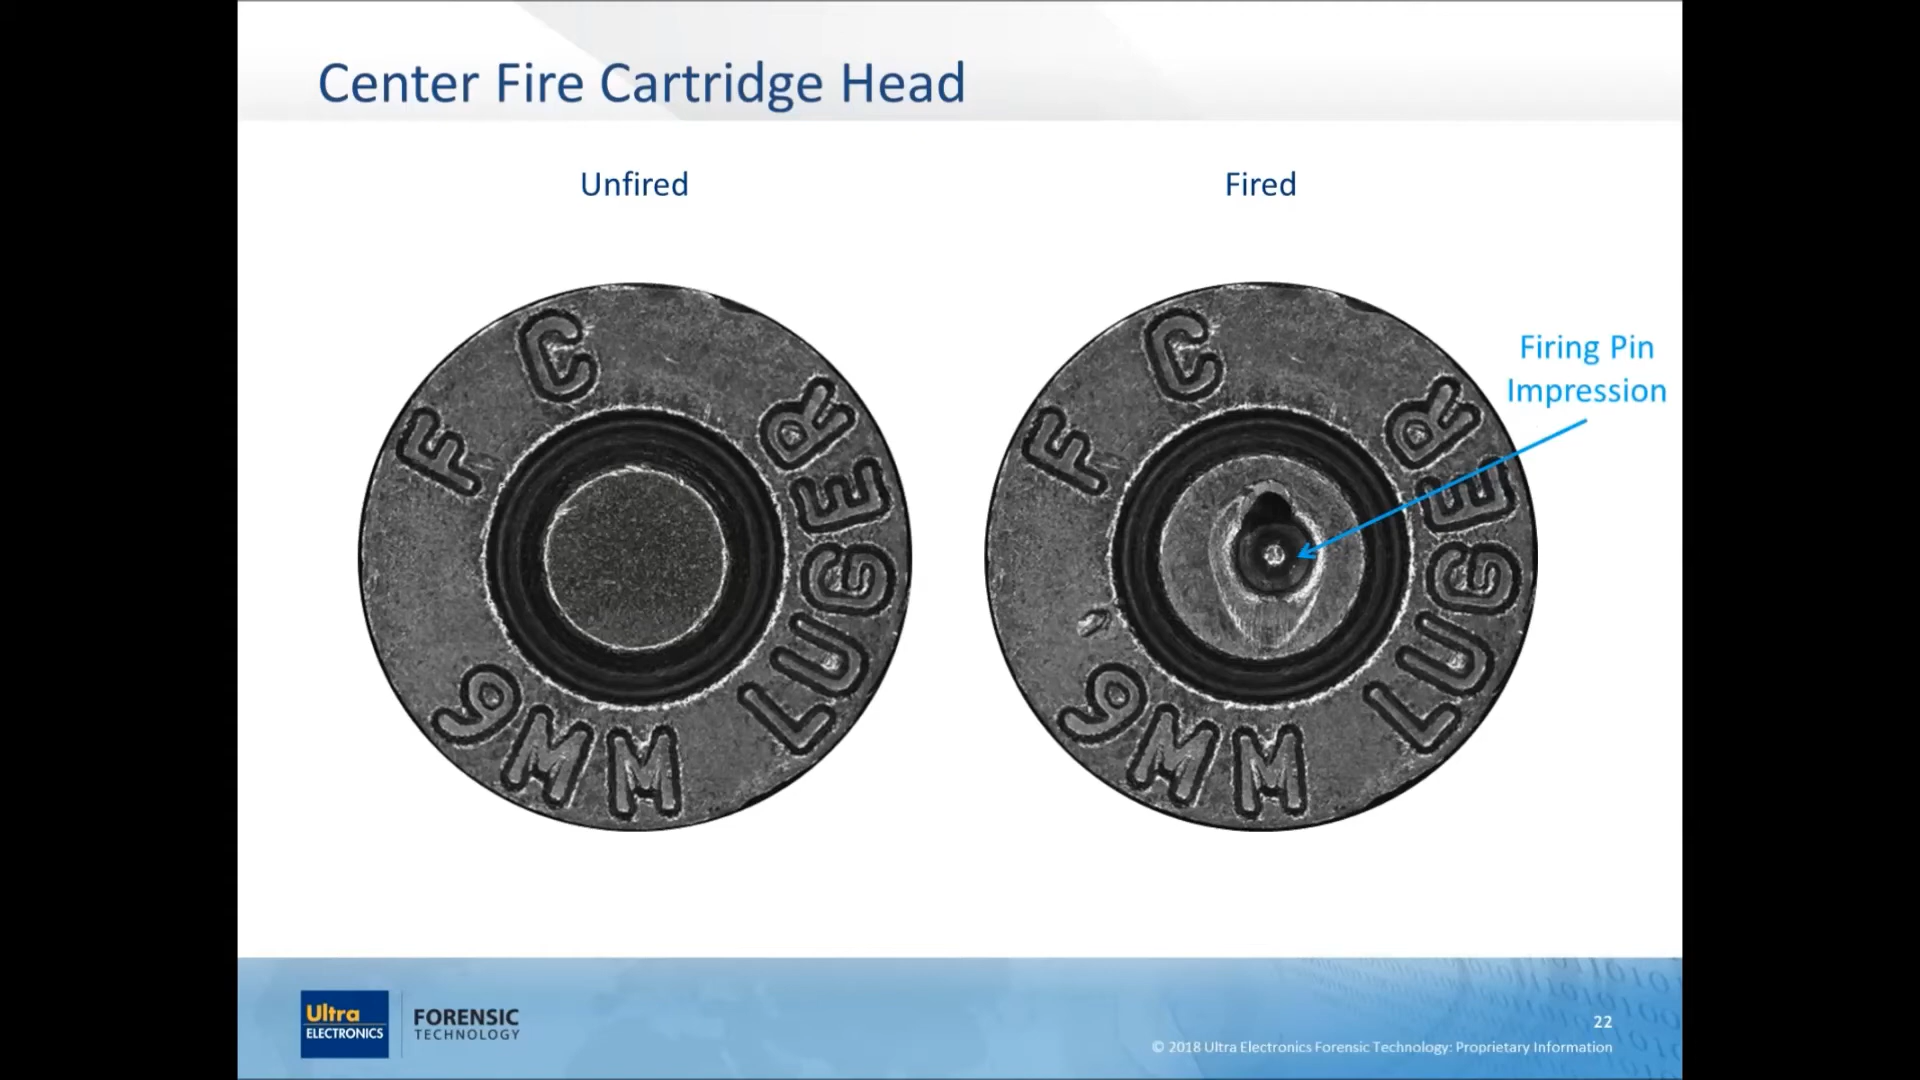 Center Fire Cartridge Head
Unfired
Fired
F C
9MM LUGER
F C
9MM LUGER
Firing Pin
Impression
Ultra
ELECTRONICS
FORENSIC
TECHNOLOGY
22
© 2018 Ultra Electronics Forensic Technology: Proprietary Information